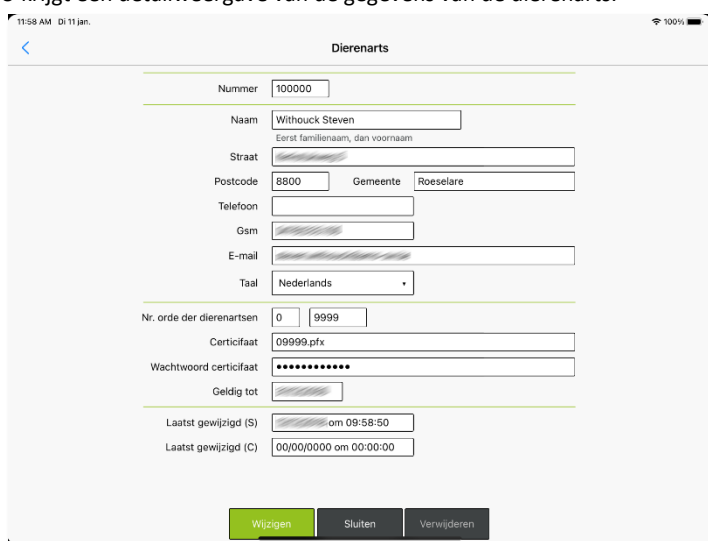 U krijgt een detailweergave van de gegevens van de dierenarts.
11:58 AM Di 11 jan. 100%
Dierenarts
Nummer 100000
Naam Withouck Steven
Eerst familienaam, dan voornaam
Straat
Postcode 8800 Gemeente Roeselare
Telefoon
Gsm
E-mail
Taal Nederlands
Nr. orde der dierenartsen 0 9999
Certificaat 09999.pfx
Wachtwoord certificaat ••••••••••••
Geldig tot
Laatst gewijzigd (S) om 09:58:50
Laatst gewijzigd (C) 00/00/0000 om 00:00:00
Wijzigen Sluiten Verwijderen